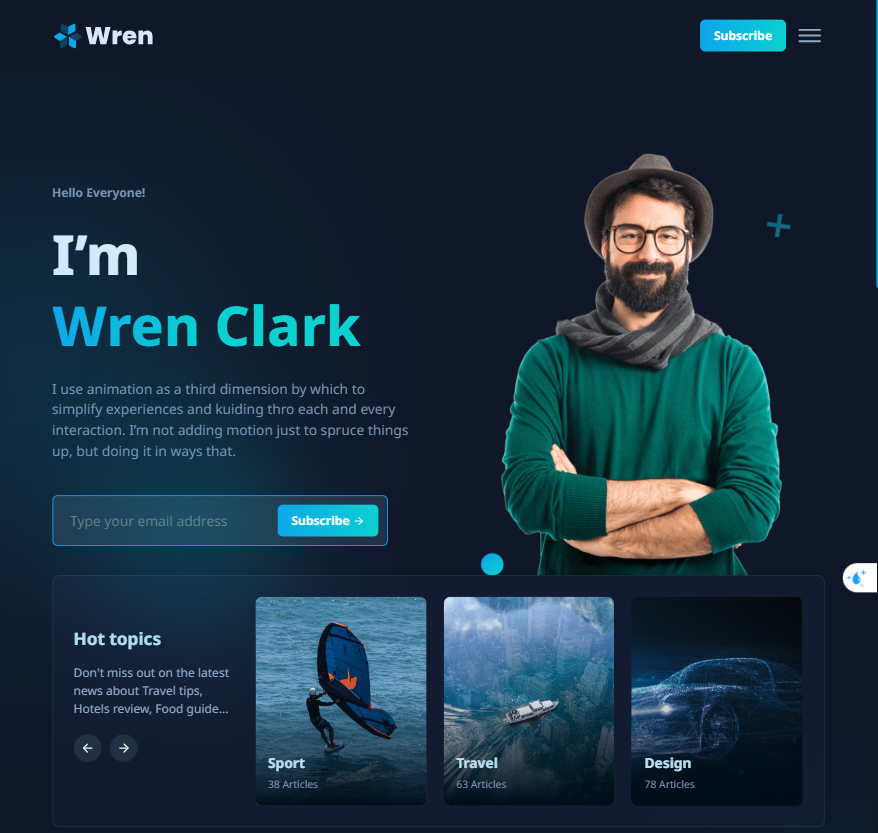 Wren
Subscribe
Hello Everyone!
I'm
Wren Clark
I use animation as a third dimension by which to
simplify experiences and kuiding thro each and every
interaction. I'm not adding motion just to spruce things
up, but doing it in ways that.
Type your email address
Subscribe →
Hot topics
Don't miss out on the latest
news about Travel tips,
Hotels review, Food guide...
Sport
38 Articles
Travel
63 Articles
Design
78 Articles